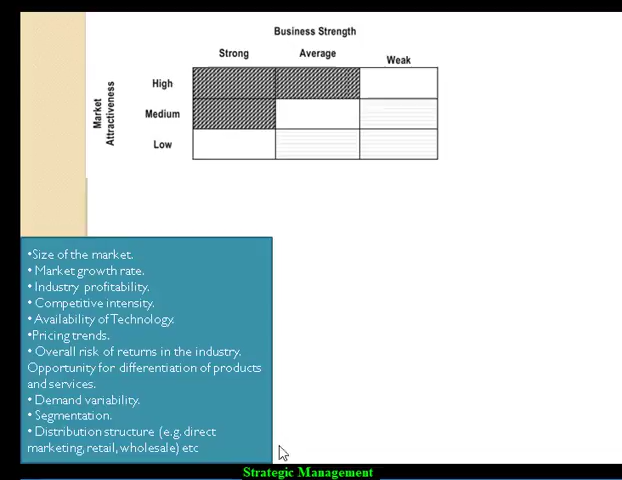 Business Strength
Strong Average Weak
Market
Attractiveness
High
Medium
Low
•Size of the market.
• Market growth rate.
• Industry profitability.
• Competitive intensity.
• Availability of Technology.
•Pricing trends.
• Overall risk of returns in the industry.
Opportunity for differentiation of products
and services.
• Demand variability.
• Segmentation.
• Distribution structure (e.g. direct
marketing, retail, wholesale) etc
Strategic Management